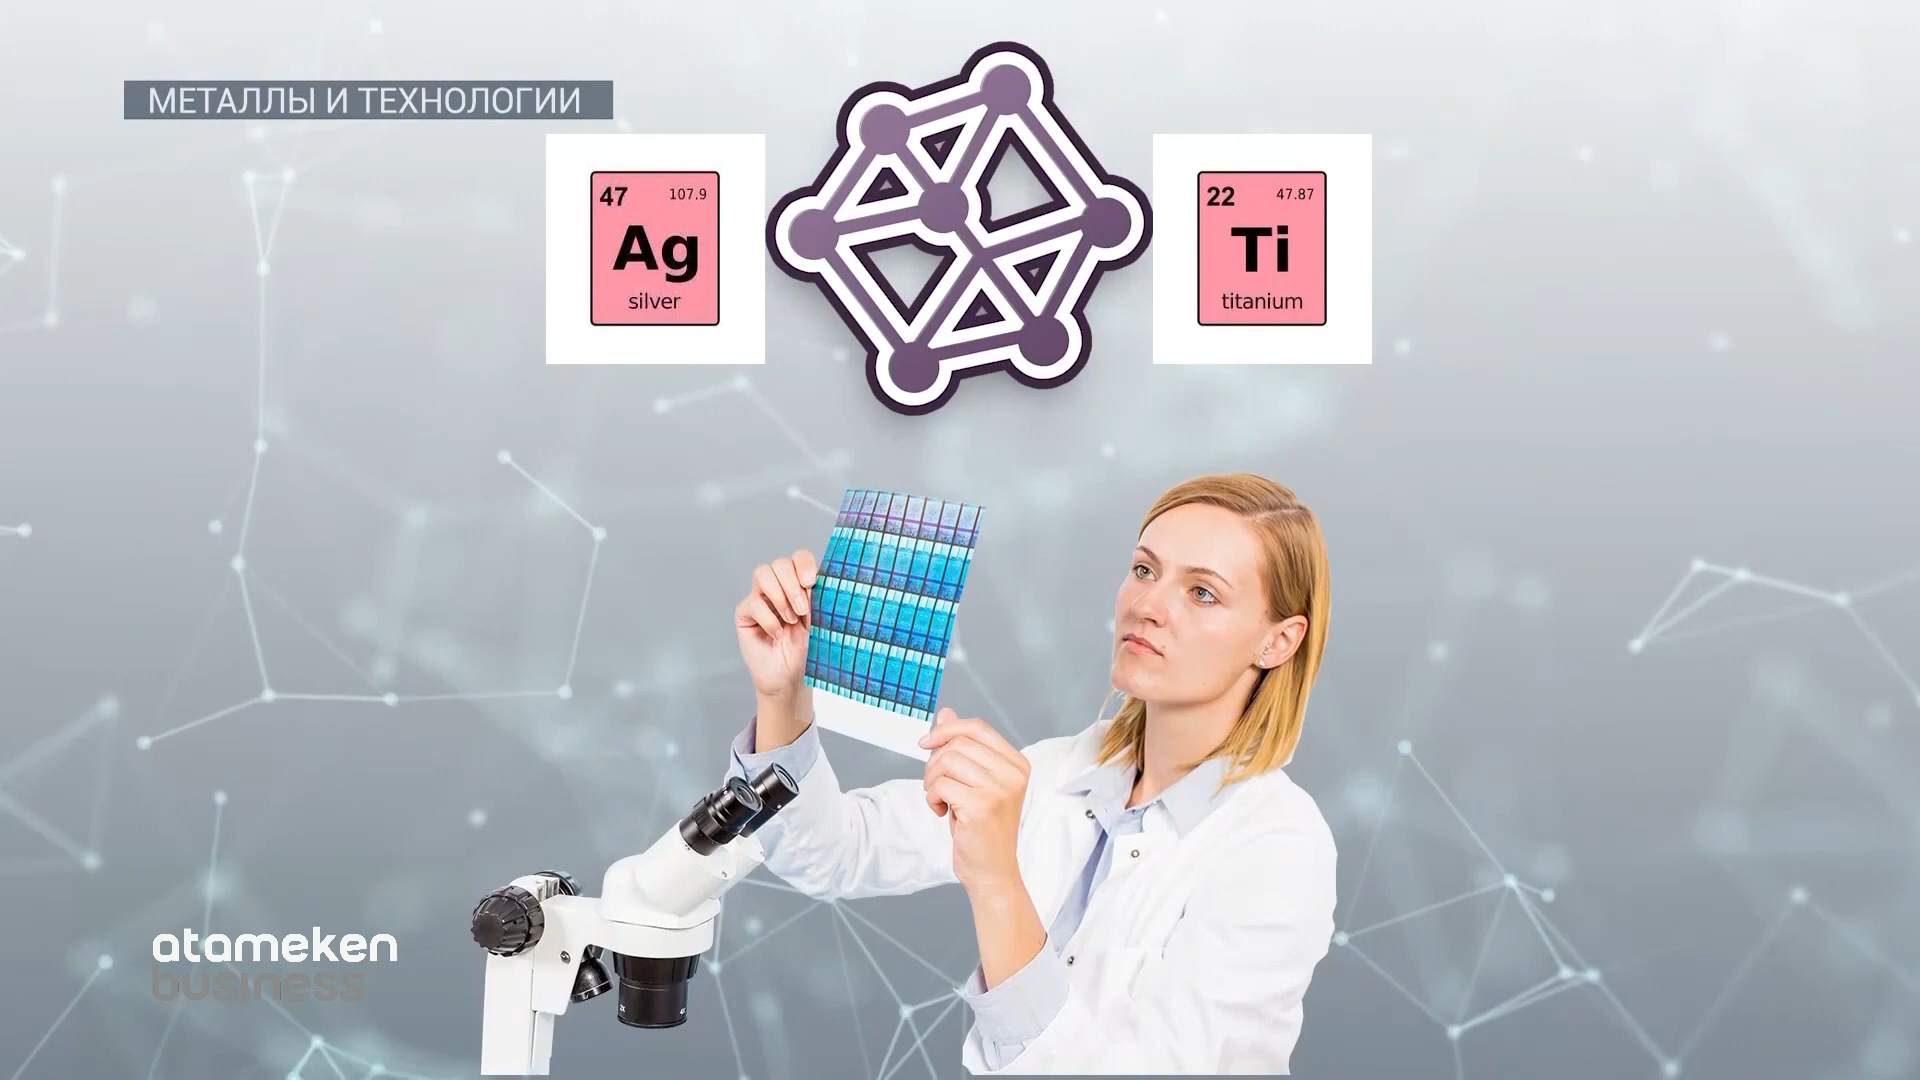 МЕТАЛЛЫ И ТЕХНОЛОГИИ
47 107.9
Ag
silver
22 47.87
Ti
titanium
atameken
business